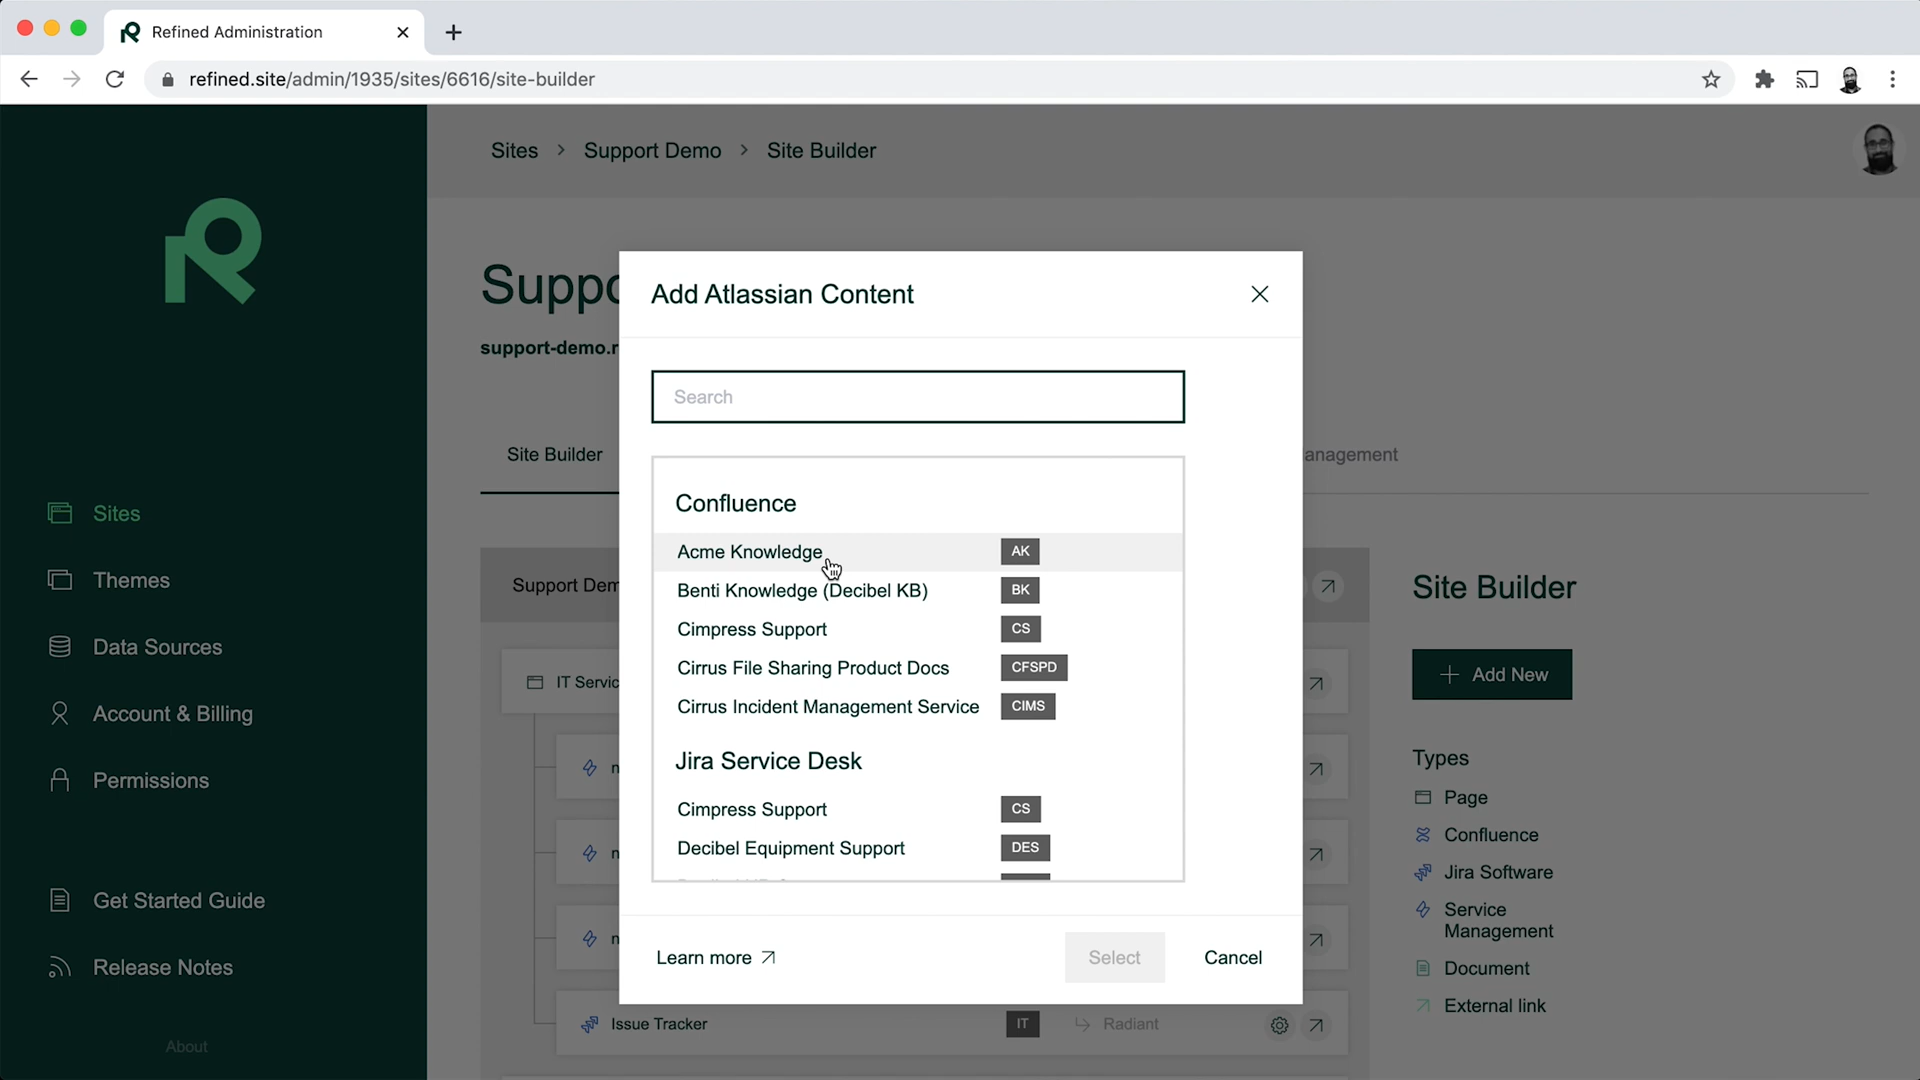 Refined Administration
refined.site/admin/1935/sites/6616/site-builder
Sites > Support Demo > Site Builder
Suppo
support-demo.r
Site Builder
anagement
Sites
Themes
Data Sources
Account & Billing
Permissions
Get Started Guide
Release Notes
About
Support Dem
IT Servic
n
n
n
Issue Tracker IT Radiant
Add Atlassian Content
Search
Confluence
Acme Knowledge AK
Benti Knowledge (Decibel KB) BK
Cimpress Support CS
Cirrus File Sharing Product Docs CFSPD
Cirrus Incident Management Service CIMS
Jira Service Desk
Cimpress Support CS
Decibel Equipment Support DES
Learn more
Select
Cancel
Site Builder
Add New
Types
Page
Confluence
Jira Software
Service
Management
Document
External link